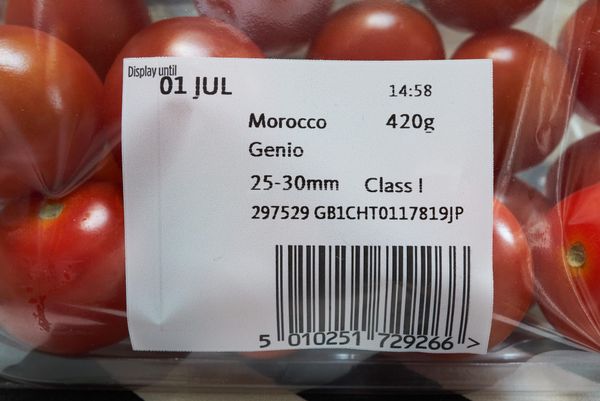 Display until
01 JUL 14:58
Morocco 420g
Genio
25-30mm Class I
297529 GB1CHT0117819JP
5 010251 729266 >